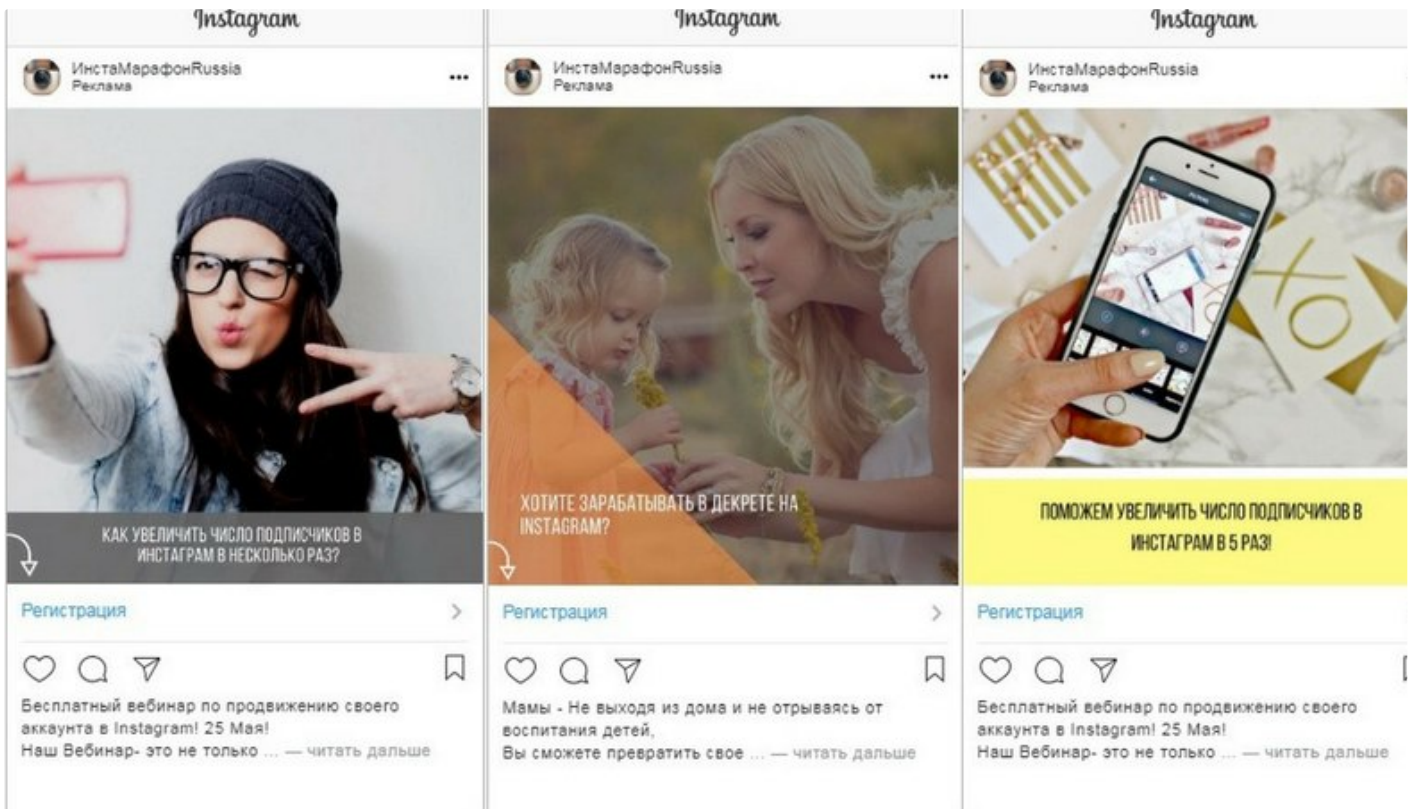 Instagram
ИнстаМарафонRussia
Реклама
КАК УВЕЛИЧИТЬ ЧИСЛО ПОДПИСЧИКОВ В
ИНСТАГРАМ В НЕСКОЛЬКО РАЗ?
Регистрация
Бесплатный вебинар по продвижению своего
аккаунта в Instagram! 25 Мая!
Наш Вебинар- это не только ... — читать дальше
Instagram
ИнстаМарафонRussia
Реклама
ХОТИТЕ ЗАРАБАТЫВАТЬ В ДЕКРЕТЕ НА
INSTAGRAM?
Регистрация
Мамы - Не выходя из дома и не отрываясь от
воспитания детей,
Вы сможете превратить свое ... — читать дальше
Instagram
ИнстаМарафонRussia
Реклама
XO
ПОМОЖЕМ УВЕЛИЧИТЬ ЧИСЛО ПОДПИСЧИКОВ В
ИНСТАГРАМ В 5 РАЗ!
Регистрация
Бесплатный вебинар по продвижению своего
аккаунта в Instagram! 25 Мая!
Наш Вебинар- это не только ... — читать дальше